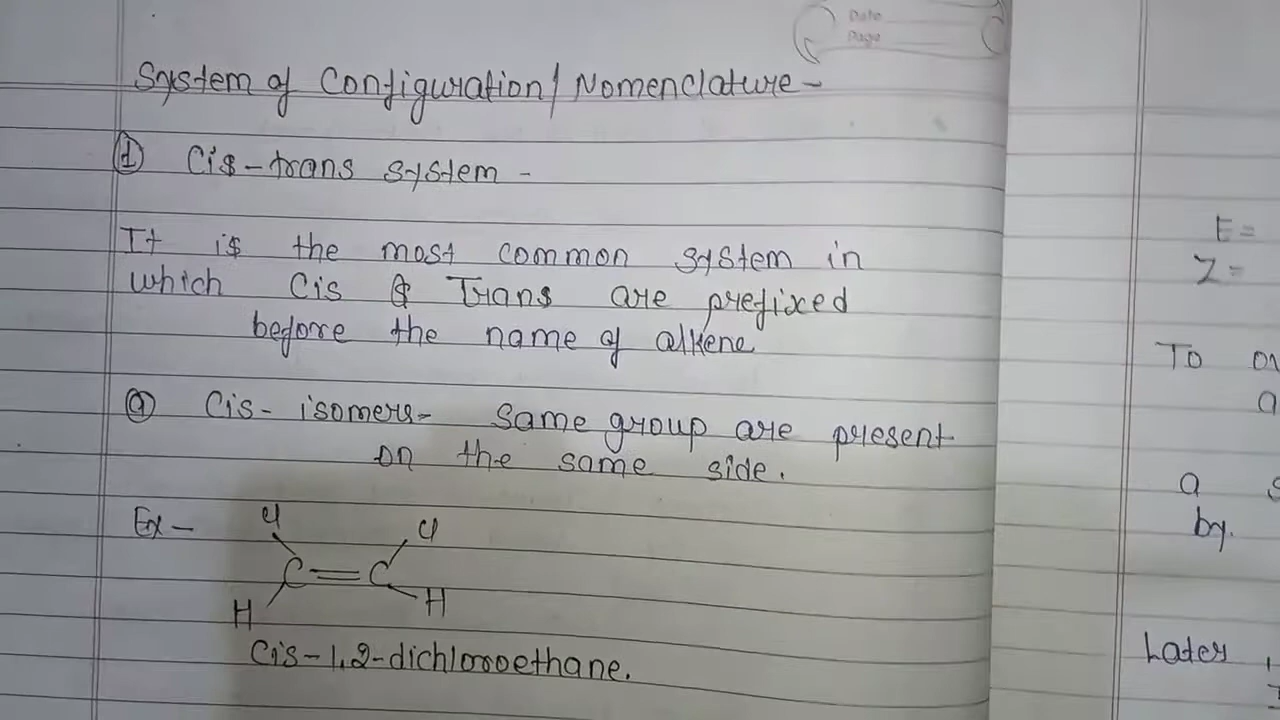 Date
Page
System of Configuration/Nomenclature-
① Cis-trans system -
It is the most common system in
which Cis & Trans are prefixed
before the name of alkene
ⓐ Cis- isomers- Same group are present
on the same side.
Ex-
Cl Cl
C=C
H H
Cis-1,2-dichloroethane.
E=
Z=
To
a
a
by.
Later